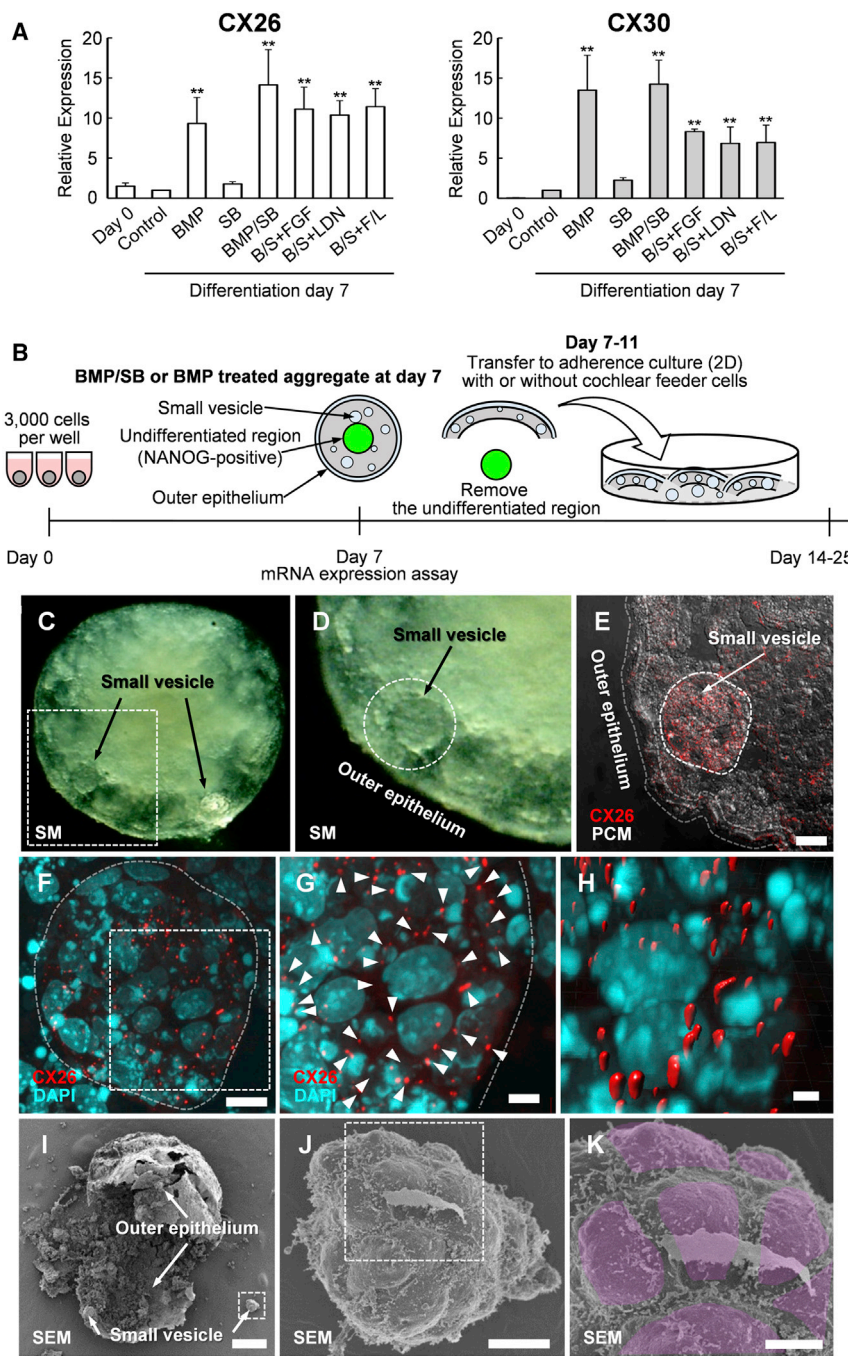 A
CX26
CX30
Relative Expression
20
15
10
5
0
**
**
**
**
**
Day 0
Control
BMP
SB
BMP/SB
B/S+FGF
B/S+LDN
B/S+F/L
Differentiation day 7
Relative Expression
20
15
10
5
0
**
**
**
**
**
Day 0
Control
BMP
SB
BMP/SB
B/S+FGF
B/S+LDN
B/S+F/L
Differentiation day 7
B
3,000 cells
per well
BMP/SB or BMP treated aggregate at day 7
Small vesicle
Undifferentiated region
(NANOG-positive)
Outer epithelium
Day 7-11
Transfer to adherence culture (2D)
with or without cochlear feeder cells
Remove
the undifferentiated region
Day 0
Day 7
mRNA expression assay
Day 14-25
C
Small vesicle
SM
D
Small vesicle
Outer epithelium
SM
E
Small vesicle
Outer epithelium
CX26
PCM
F
CX26
DAPI
G
CX26
DAPI
H
I
Outer epithelium
Small vesicle
SEM
J
SEM
K
SEM